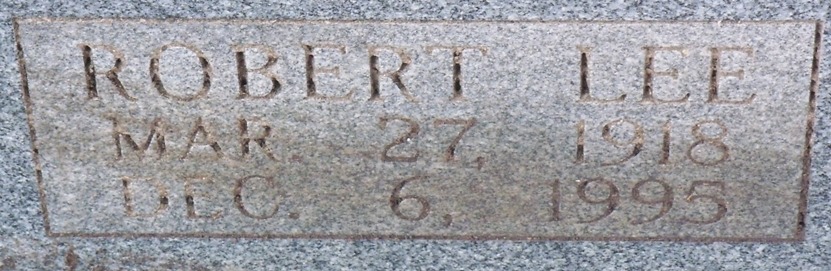 ROBERT LEE
MAR. 27, 1918
DEC. 6, 1995